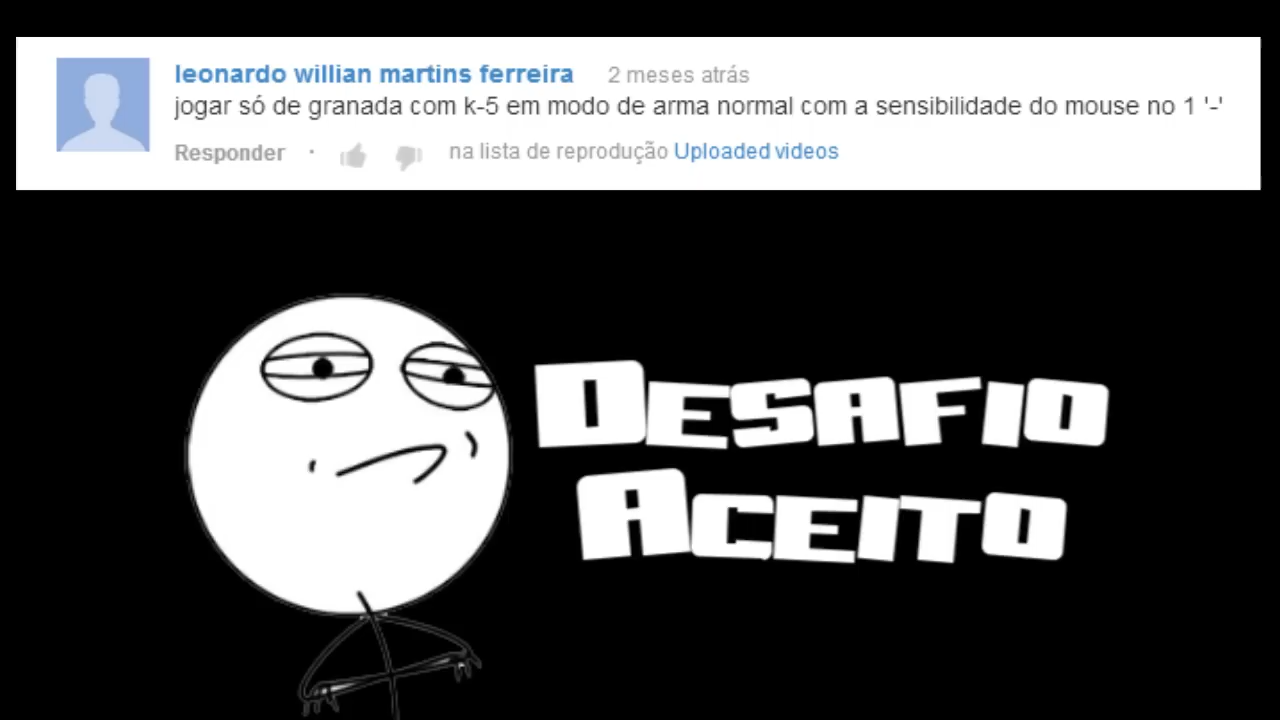 leonardo willian martins ferreira 2 meses atrás
jogar só de granada com k-5 em modo de arma normal com a sensibilidade do mouse no 1 '-'
Responder · na lista de reprodução Uploaded videos
DESAFIO
ACEITO